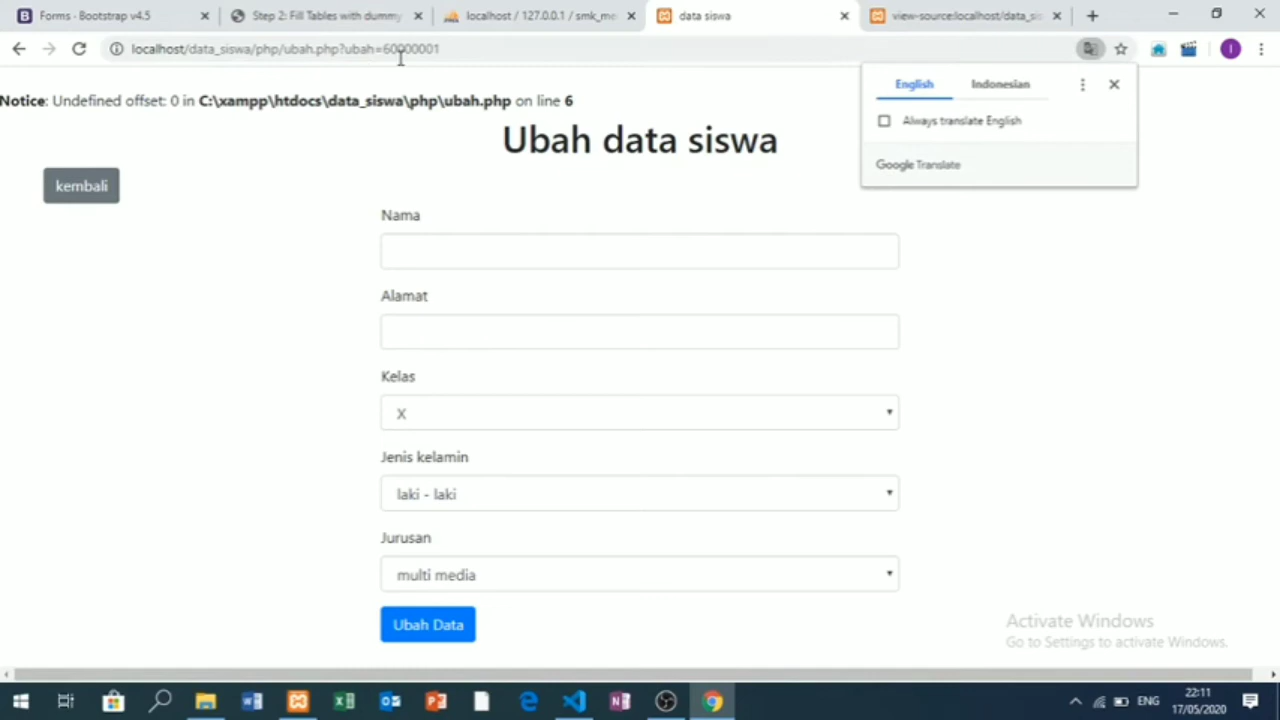 Forms - Bootstrap v4.5
Step 2: Fill Tables with dummy
localhost / 127.0.0.1 / smk_me
data siswa
view-source:localhost/data_sis
localhost/data_siswa/php/ubah.php?ubah=60000001
English Indonesian
Always translate English
Google Translate
Notice: Undefined offset: 0 in C:\xampp\htdocs\data_siswa\php\ubah.php on line 6
Ubah data siswa
kembali
Nama
Alamat
Kelas
X
Jenis kelamin
laki - laki
Jurusan
multi media
Ubah Data
Activate Windows
Go to Settings to activate Windows.
ENG
22:11
17/05/2020